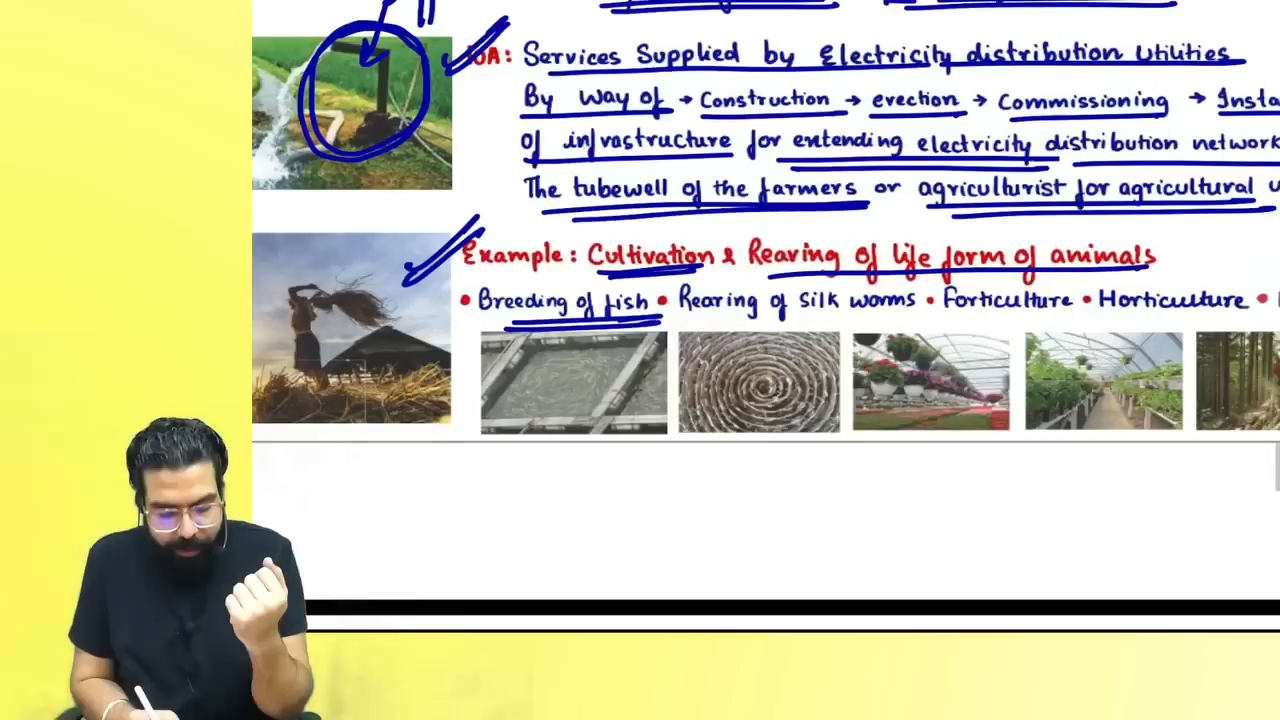 Services Supplied by Electricity distribution Utilities
By way of → Construction → erection → Commissioning →
of infrastructure for extending electricity distribution network
The tubewell of the farmers or agriculturist for agricultural
Example: Cultivation & Rearing of life form of animals
• Breeding of fish • Rearing of silk worms • Forticulture • Horticulture •